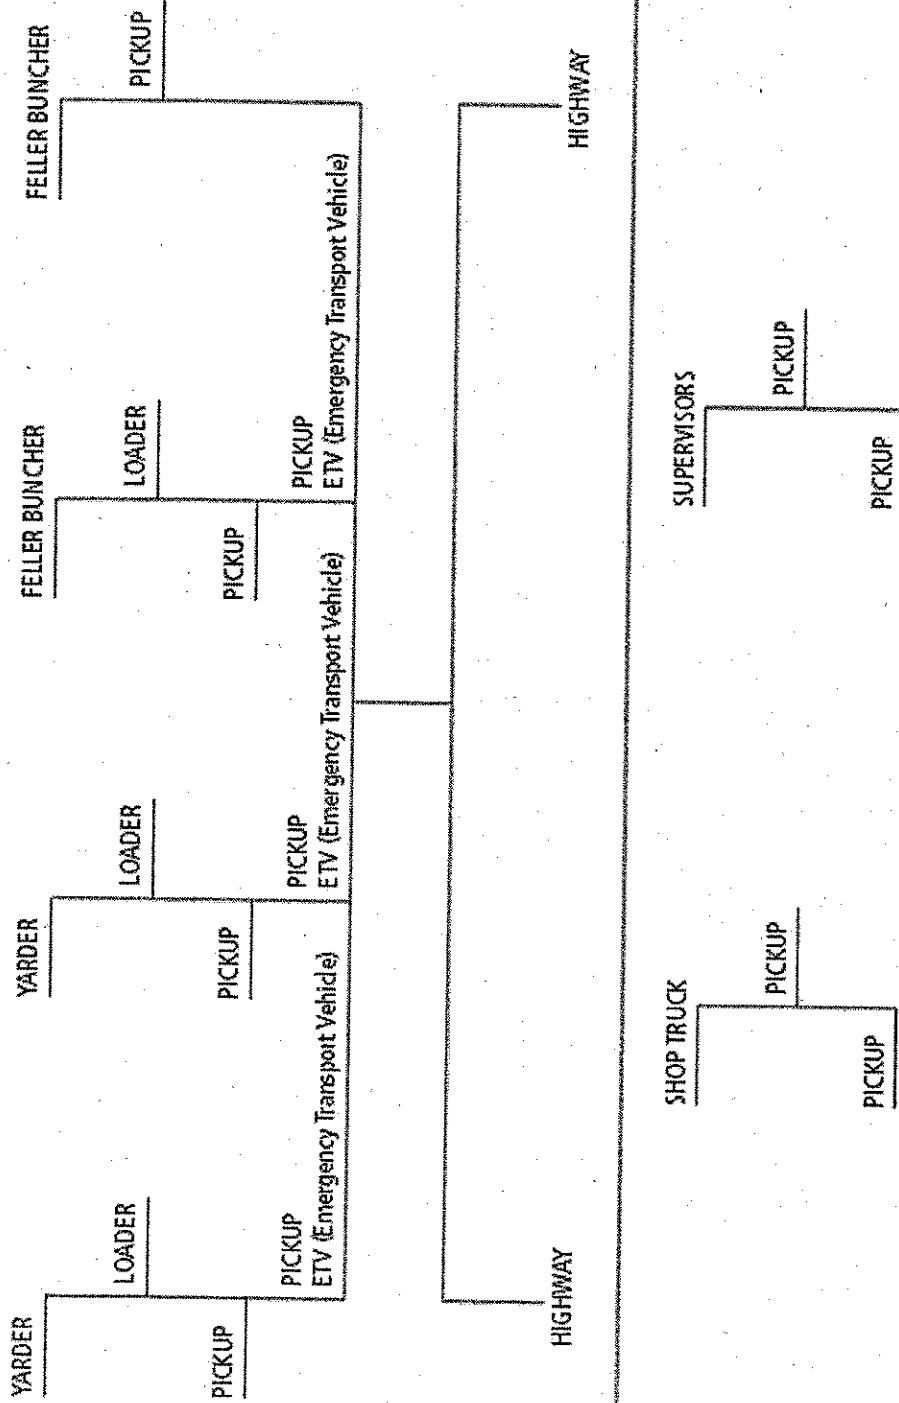 YARDER
YARDER
FELLER BUNCHER
FELLER BUNCHER
LOADER
LOADER
LOADER
PICKUP
PICKUP
PICKUP
PICKUP
PICKUP
ETV (Emergency Transport Vehicle)
PICKUP
ETV (Emergency Transport Vehicle)
PICKUP
ETV (Emergency Transport Vehicle)
HIGHWAY
HIGHWAY
SHOP TRUCK
SUPERVISORS
PICKUP
PICKUP
PICKUP
PICKUP